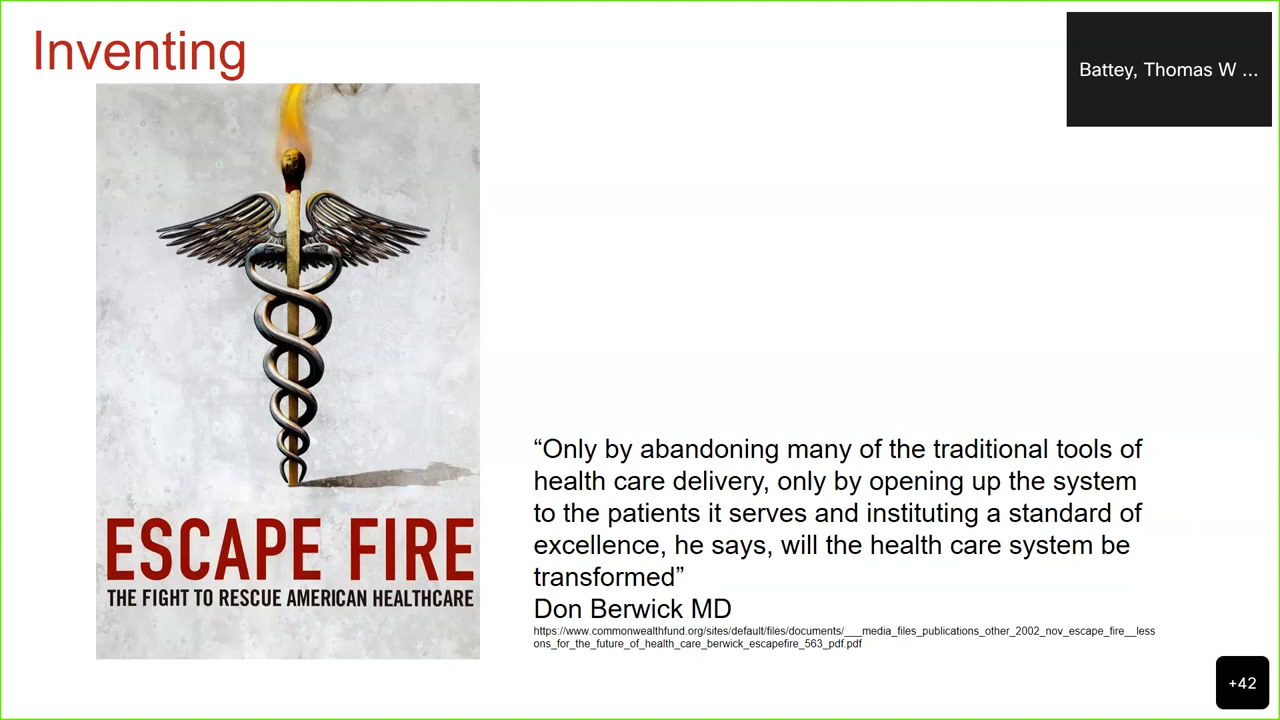 Inventing
Battey, Thomas W ...
ESCAPE FIRE
THE FIGHT TO RESCUE AMERICAN HEALTHCARE
“Only by abandoning many of the traditional tools of
health care delivery, only by opening up the system
to the patients it serves and instituting a standard of
excellence, he says, will the health care system be
transformed”
Don Berwick MD
https://www.commonwealthfund.org/sites/default/files/documents/___media_files_publications_other_2002_nov_escape_fire__less
ons_for_the_future_of_health_care_berwick_escapefire_563_pdf.pdf
+42